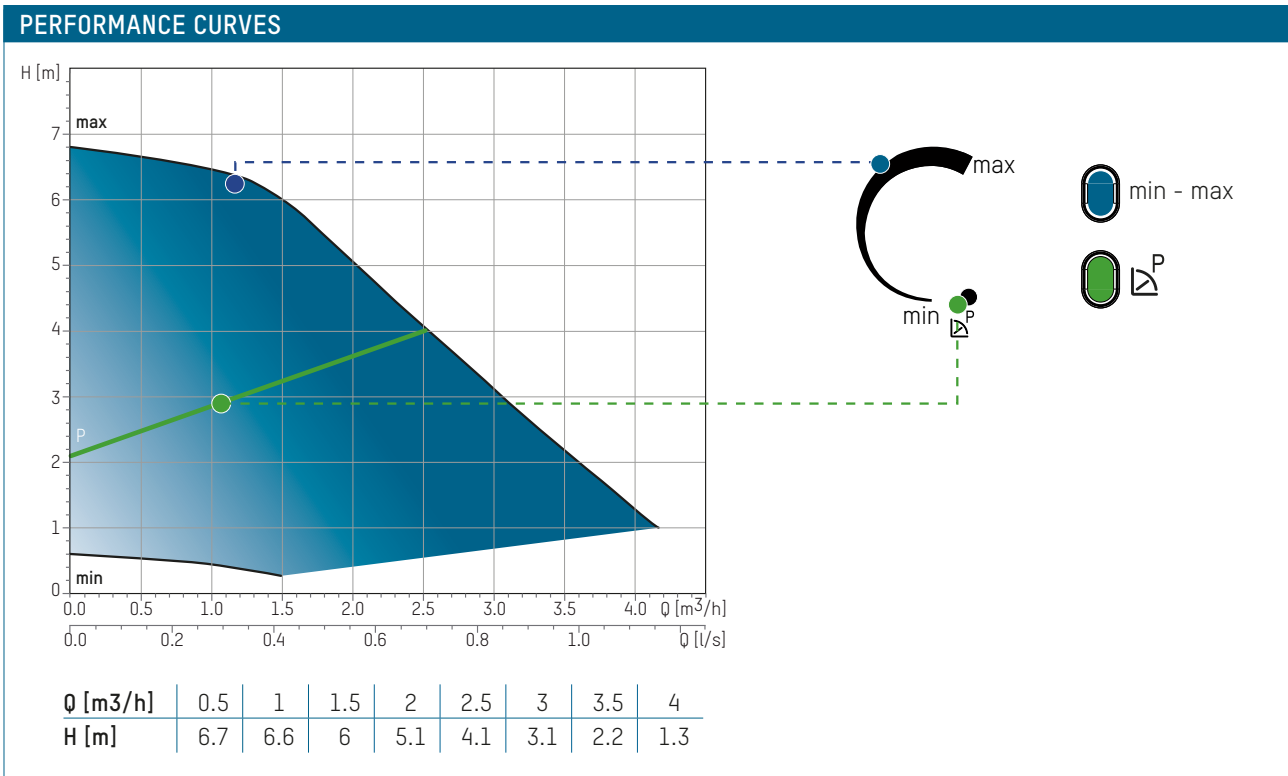 PERFORMANCE CURVES
H [m]
max
7
6
5
4
3
2
1
0
P
min
0.0 0.5 1.0 1.5 2.0 2.5 3.0 3.5 4.0 Q [m3/h]
0.0 0.2 0.4 0.6 0.8 1.0 Q [l/s]
max
min
P
min - max
P
Q [m3/h] 0.5 1 1.5 2 2.5 3 3.5 4
H [m] 6.7 6.6 6 5.1 4.1 3.1 2.2 1.3